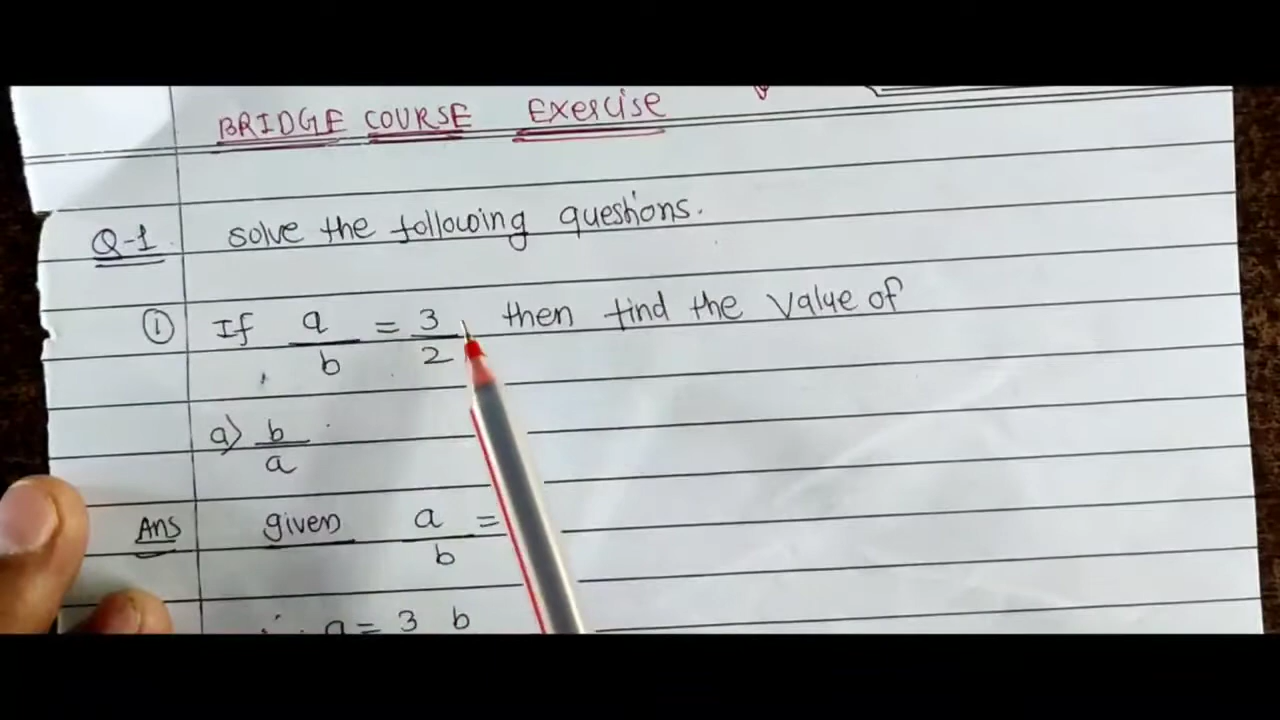 BRIDGE COURSE Exercise
Q-1 Solve the following questions.
① If a/b = 3/2 then find the value of
a) b/a
Ans given a/b =
∴ a = 3 b